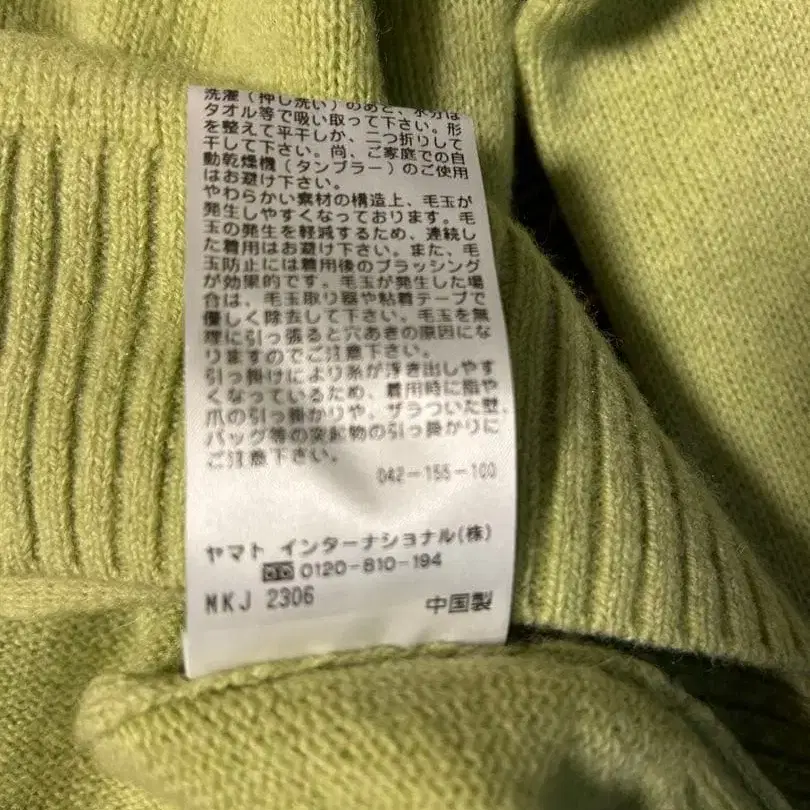 洗濯(押し洗い)のあと、水分は
タオル等で吸い取って下さい。形
を整えて平干しか、二つ折りして
干して下さい。尚、ご家庭での自
動乾燥機(タンブラー)のご使用
はお避け下さい。
やわらかい素材の構造上、毛玉が
発生しやすくなっております。毛
玉の発生を軽減するため、連続し
た着用はお避け下さい。また、毛
玉防止には着用後のブラッシング
が効果的です。毛玉が発生した場
合は、毛玉取り器や粘着テープで
優しく除去して下さい。毛玉を無
理に引っ張ると穴あきの原因にな
りますのでご注意下さい。
引っ掛けにより糸が浮き出しやす
くなっているため、着用時に指や
爪の引っ掛かりや、ザラついた壁、
バッグ等の突起物の引っ掛かりに
ご注意下さい。
042-155-100
ヤマト インターナショナル(株)
0120-810-194
MKJ 2306 中国製